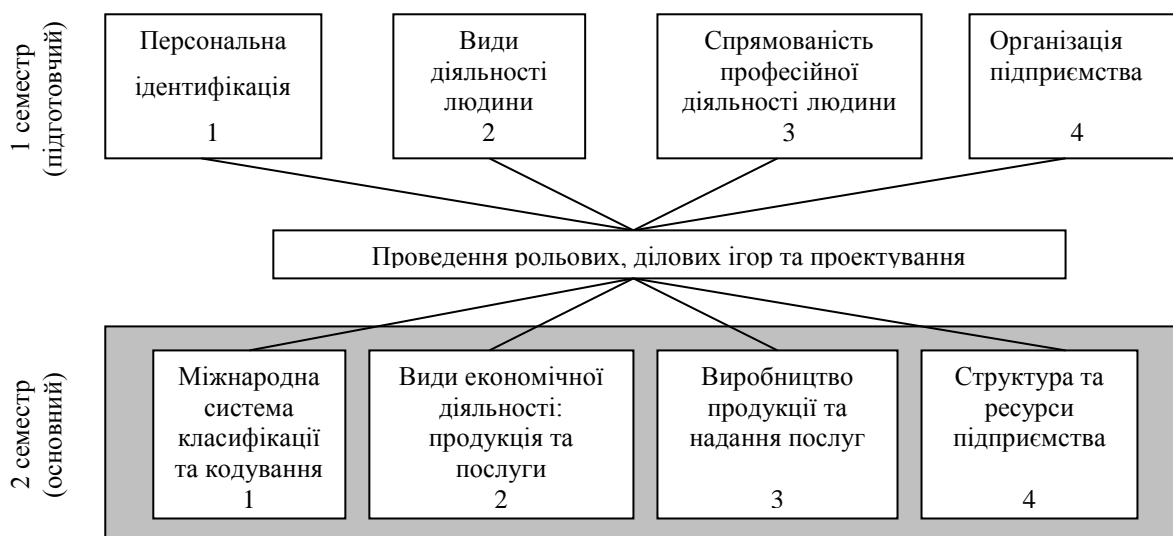 1 семестр
(підготовчий)
Персональна
ідентифікація
1
Види
діяльності
людини
2
Спрямованість
професійної
діяльності людини
3
Організація
підприємства
4
Проведення рольових, ділових ігор та проектування
2 семестр
(основний)
Міжнародна
система
класифікації
та кодування
1
Види економічної
діяльності:
продукція та
послуги
2
Виробництво
продукції та
надання послуг
3
Структура та
ресурси
підприємства
4